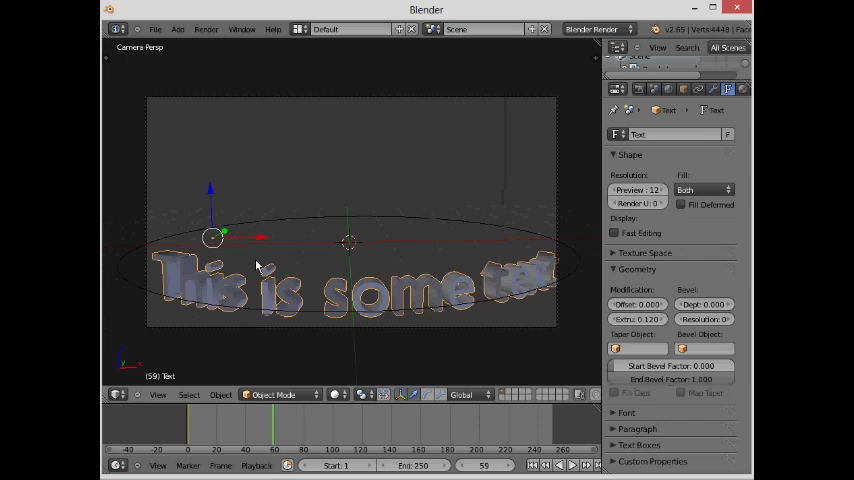 Blender
File Add Render Window Help Default Scene Blender Render v2.65 | Verts:4448 | Face
Camera Persp
View Search All Scenes
Text Text
Text F
Shape
Resolution: Fill:
Preview: 12 Both
Render U: 0 Fill Deformed
Display:
Fast Editing
Texture Space
Geometry
Modification: Bevel:
Offset: 0.000 Dept: 0.000
Extru: 0.120 Resolution: 0
Taper Object: Bevel Object:
Start Bevel Factor: 0.000
End Bevel Factor: 1.000
Fill Caps Map Taper
Font
Paragraph
Text Boxes
Custom Properties
This is some text
(59) Text
View Select Object Object Mode Global
-40 -20 0 20 40 60 80 100 120 140 160 180 200 220 240 260
View Marker Frame Playback Start: 1 End: 250 59